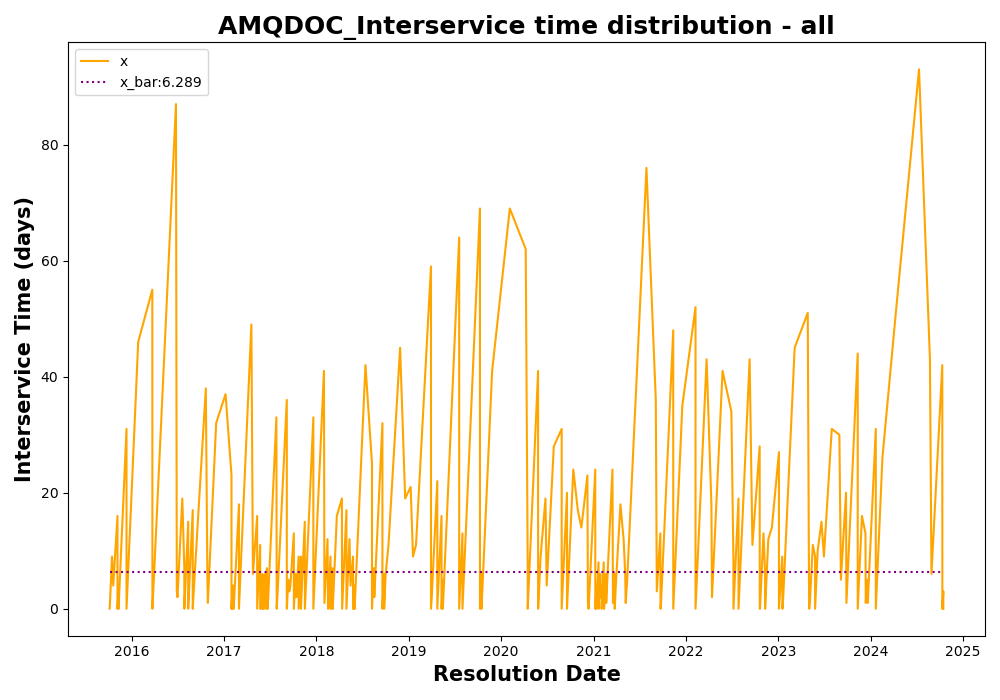 AMQDOC_Interservice time distribution - all
x
x_bar:6.289
Interservice Time (days)
80
60
40
20
0
2016 2017 2018 2019 2020 2021 2022 2023 2024 2025
Resolution Date